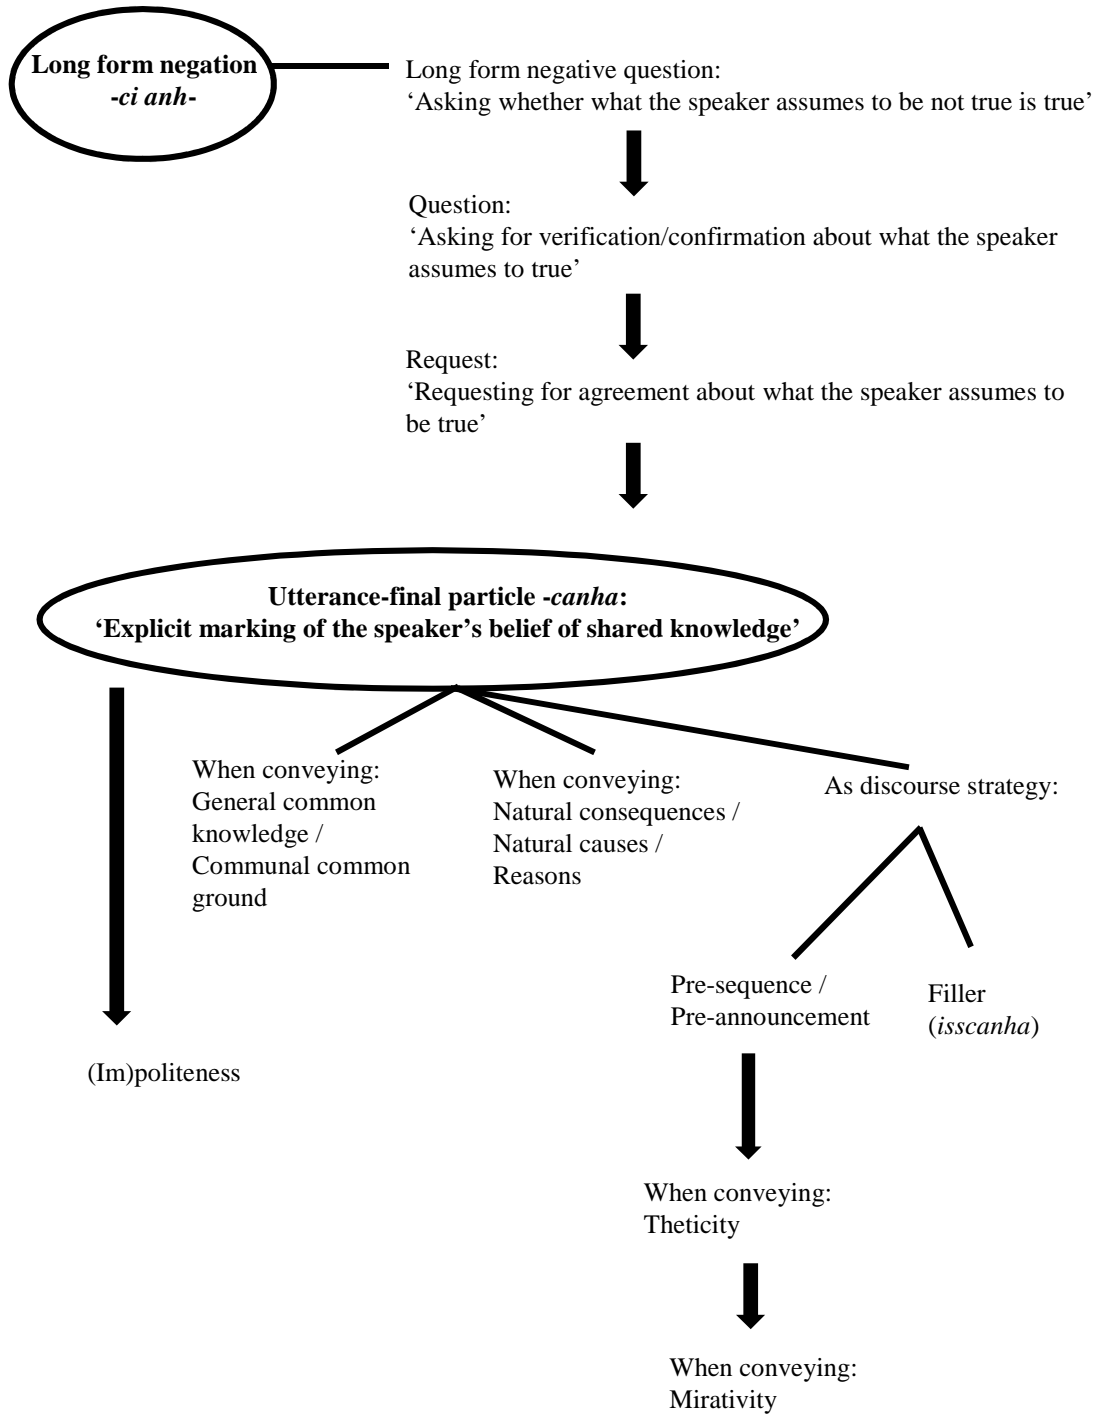 Long form negation
-ci anh-
Long form negative question:
‘Asking whether what the speaker assumes to be not true is true’
Question:
‘Asking for verification/confirmation about what the speaker
assumes to true’
Request:
‘Requesting for agreement about what the speaker assumes to
be true’
Utterance-final particle -canha:
‘Explicit marking of the speaker’s belief of shared knowledge’
When conveying:
General common
knowledge /
Communal common
ground
When conveying:
Natural consequences /
Natural causes /
Reasons
As discourse strategy:
Pre-sequence /
Pre-announcement
Filler
(isscanha)
(Im)politeness
When conveying:
Theticity
When conveying:
Mirativity